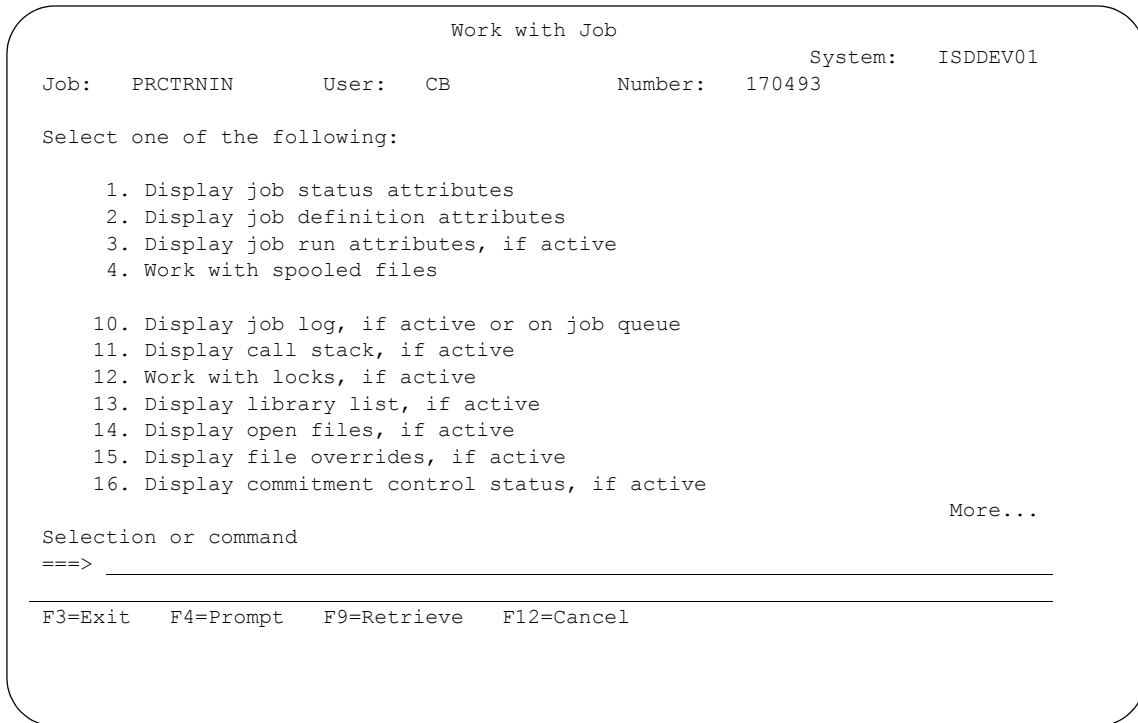 Work with Job
System: ISDDEV01
Job: PRCTRNIN User: CB Number: 170493
Select one of the following:
1. Display job status attributes
2. Display job definition attributes
3. Display job run attributes, if active
4. Work with spooled files
10. Display job log, if active or on job queue
11. Display call stack, if active
12. Work with locks, if active
13. Display library list, if active
14. Display open files, if active
15. Display file overrides, if active
16. Display commitment control status, if active
More...
Selection or command
===>
F3=Exit F4=Prompt F9=Retrieve F12=Cancel